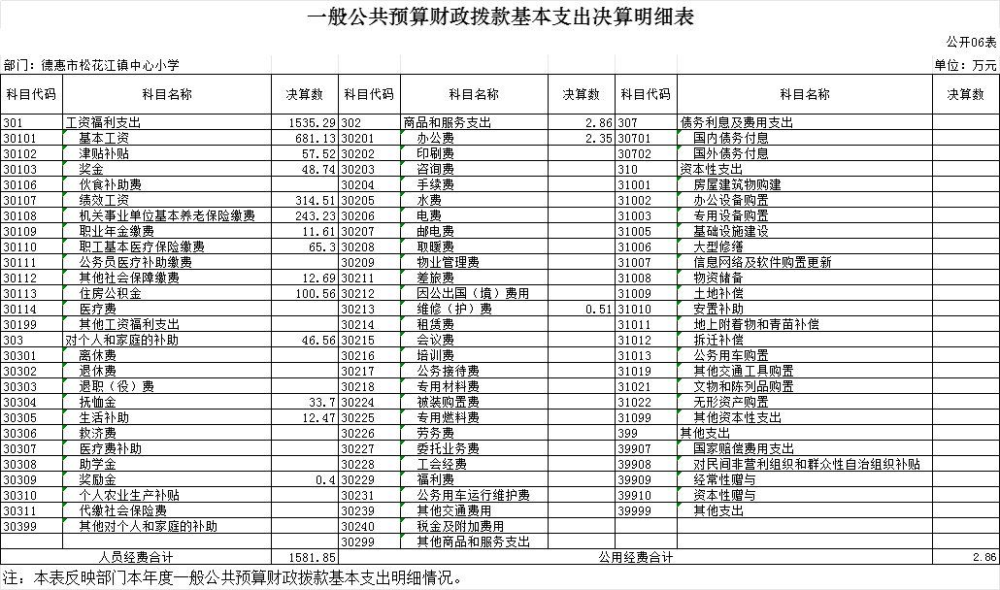 一般公共预算财政拨款基本支出决算明细表
公开06表
部门：德惠市松花江镇中心小学 单位：万元
科目代码 科目名称 决算数 科目代码 科目名称 决算数 科目代码 科目名称 决算数
301 工资福利支出 1535.29 302 商品和服务支出 2.86 307 债务利息及费用支出
30101 基本工资 681.13 30201 办公费 2.35 30701 国内债务付息
30102 津贴补贴 57.52 30202 印刷费 30702 国外债务付息
30103 奖金 48.74 30203 咨询费 310 资本性支出
30106 伙食补助费 30204 手续费 31001 房屋建筑物购建
30107 绩效工资 314.51 30205 水费 31002 办公设备购置
30108 机关事业单位基本养老保险缴费 243.23 30206 电费 31003 专用设备购置
30109 职业年金缴费 11.61 30207 邮电费 31005 基础设施建设
30110 职工基本医疗保险缴费 65.3 30208 取暖费 31006 大型修缮
30111 公务员医疗补助缴费 30209 物业管理费 31007 信息网络及软件购置更新
30112 其他社会保障缴费 12.69 30211 差旅费 31008 物资储备
30113 住房公积金 100.56 30212 因公出国（境）费用 31009 土地补偿
30114 医疗费 30213 维修（护）费 0.51 31010 安置补助
30199 其他工资福利支出 30214 租赁费 31011 地上附着物和青苗补偿
303 对个人和家庭的补助 46.56 30215 会议费 31012 拆迁补偿
30301 离休费 30216 培训费 31013 公务用车购置
30302 退休费 30217 公务接待费 31019 其他交通工具购置
30303 退职（役）费 30218 专用材料费 31021 文物和陈列品购置
30304 抚恤金 33.7 30224 被装购置费 31022 无形资产购置
30305 生活补助 12.47 30225 专用燃料费 31099 其他资本性支出
30306 救济费 30226 劳务费 399 其他支出
30307 医疗费补助 30227 委托业务费 39907 国家赔偿费用支出
30308 助学金 30228 工会经费 39908 对民间非营利组织和群众性自治组织补贴
30309 奖励金 0.4 30229 福利费 39909 经常性赠与
30310 个人农业生产补贴 30231 公务用车运行维护费 39910 资本性赠与
30311 代缴社会保险费 30239 其他交通费用 39999 其他支出
30399 其他对个人和家庭的补助 30240 税金及附加费用
30299 其他商品和服务支出
人员经费合计 1581.85 公用经费合计 2.86
注：本表反映部门本年度一般公共预算财政拨款基本支出明细情况。